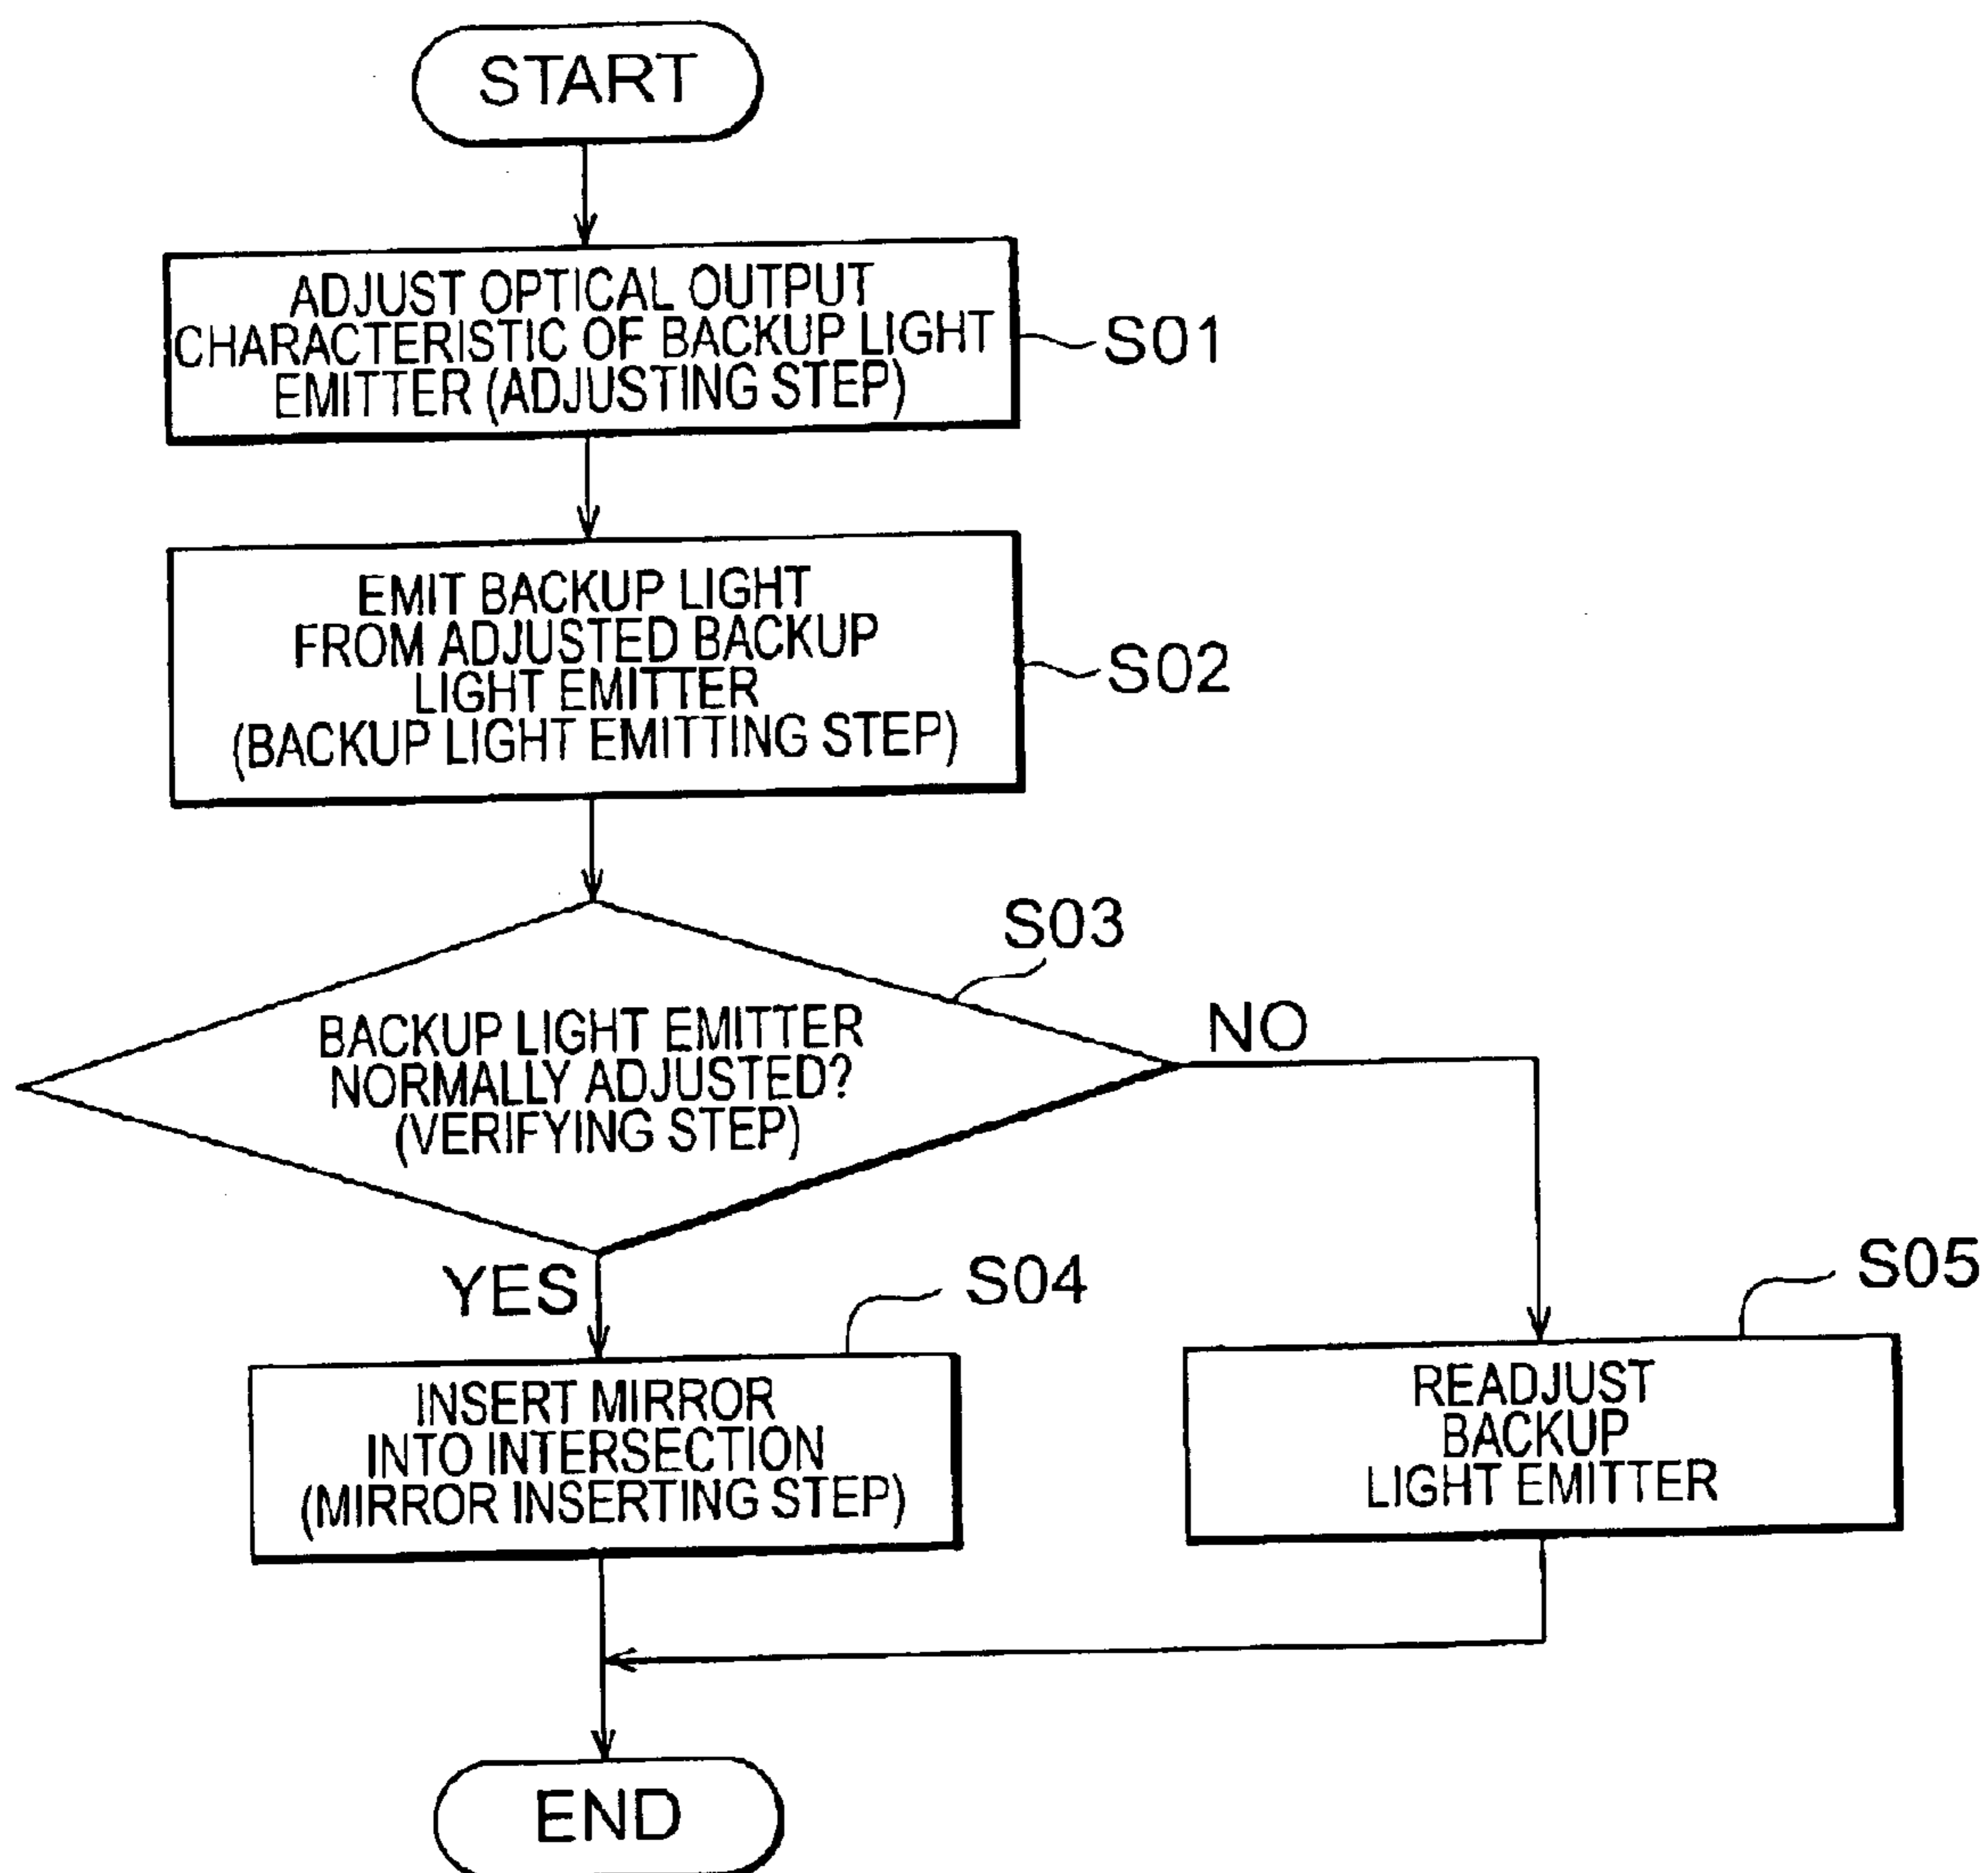 START
ADJUST OPTICAL OUTPUT
CHARACTERISTIC OF BACKUP LIGHT
EMITTER (ADJUSTING STEP)
S01
EMIT BACKUP LIGHT
FROM ADJUSTED BACKUP
LIGHT EMITTER
(BACKUP LIGHT EMITTING STEP)
S02
S03
BACKUP LIGHT EMITTER
NORMALLY ADJUSTED?
(VERIFYING STEP)
NO
YES
S04
INSERT MIRROR
INTO INTERSECTION
(MIRROR INSERTING STEP)
S05
READJUST
BACKUP
LIGHT EMITTER
END